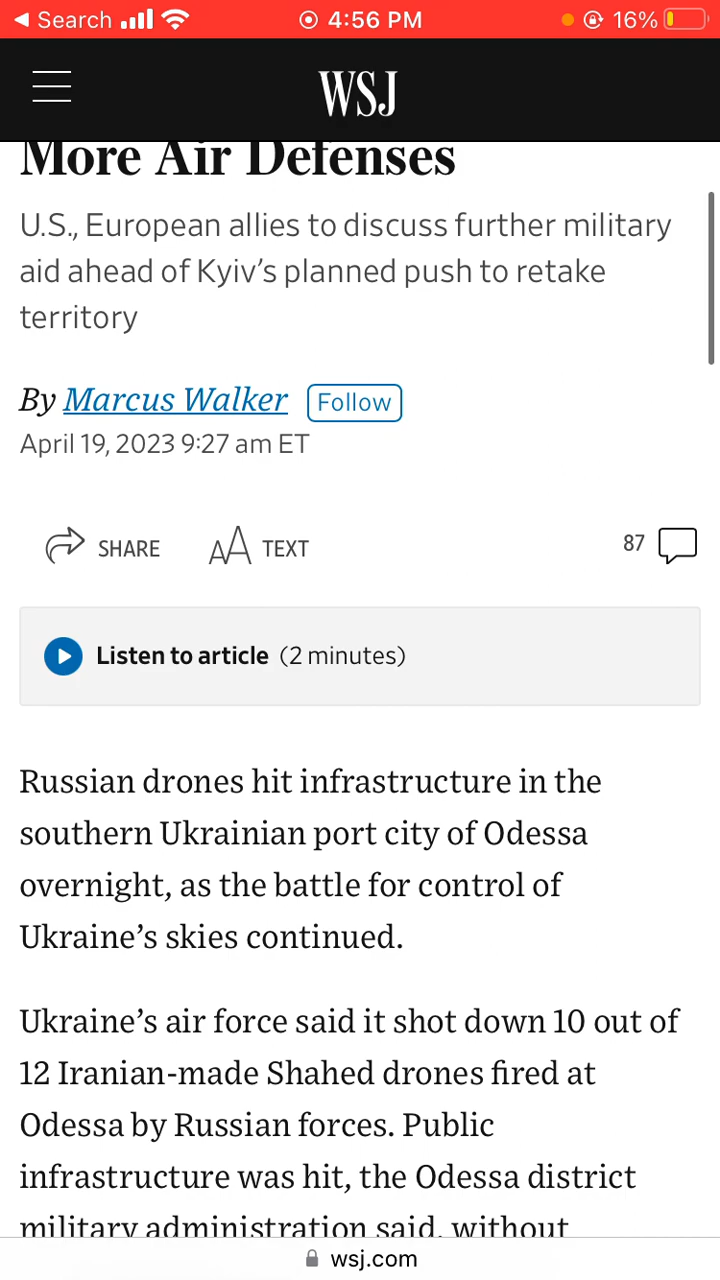 Search 4:56 PM 16%
WSJ
More Air Defenses
U.S., European allies to discuss further military
aid ahead of Kyiv’s planned push to retake
territory
By Marcus Walker Follow
April 19, 2023 9:27 am ET
SHARE AA TEXT 87
Listen to article (2 minutes)
Russian drones hit infrastructure in the
southern Ukrainian port city of Odessa
overnight, as the battle for control of
Ukraine’s skies continued.
Ukraine’s air force said it shot down 10 out of
12 Iranian-made Shahed drones fired at
Odessa by Russian forces. Public
infrastructure was hit, the Odessa district
military administration said, without
wsj.com